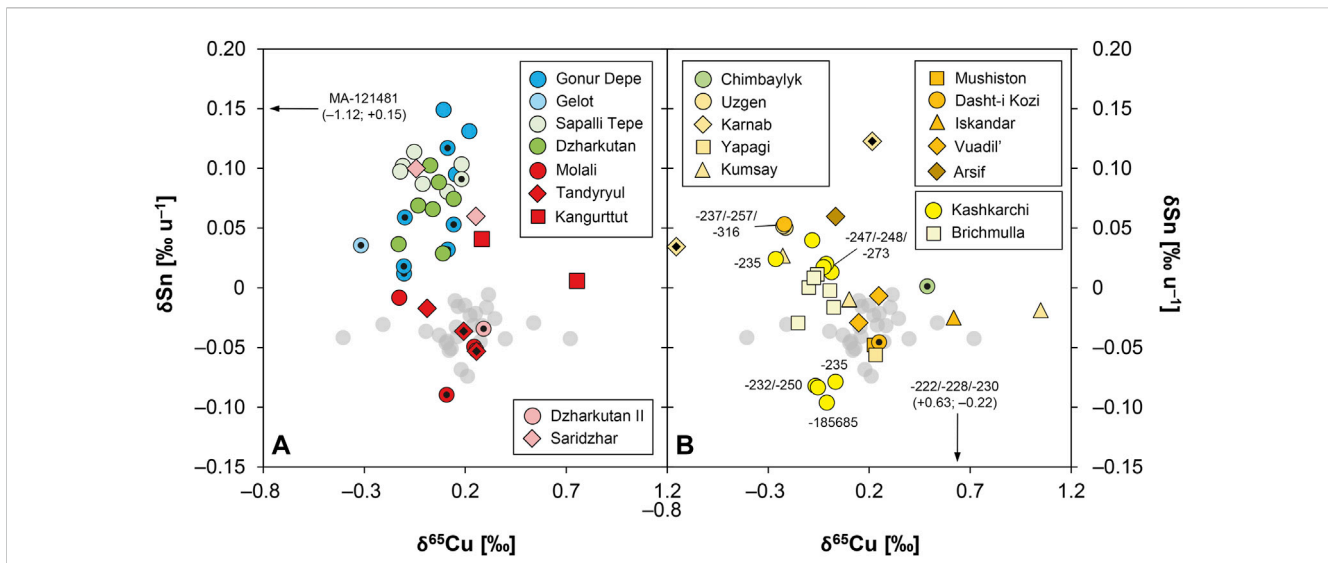 0.20
0.15
0.10
0.05
0
–0.05
–0.10
–0.15
δSn [‰ u⁻¹]
MA-121481
(–1.12; +0.15)
Gonur Depe
Gelot
Sapalli Tepe
Dzharkutan
Molali
Tandyryul
Kangurttut
Dzharkutan II
Saridzhar
A
–0.8
–0.3
0.2
0.7
δ⁶⁵Cu [‰]
Chimbaylyk
Uzgen
Karnab
Yapagi
Kumsay
Mushiston
Dasht-i Kozi
Iskandar
Vuadil’
Arsif
Kashkarchi
Brichmulla
-237/-257/
-316
-247/-248/
-273
-235
-235
-232/-250
-185685
-222/-228/-230
(+0.63; –0.22)
B
–0.8
–0.3
0.2
0.7
1.2
δ⁶⁵Cu [‰]
0.20
0.15
0.10
0.05
0
–0.05
–0.10
–0.15
δSn [‰ u⁻¹]